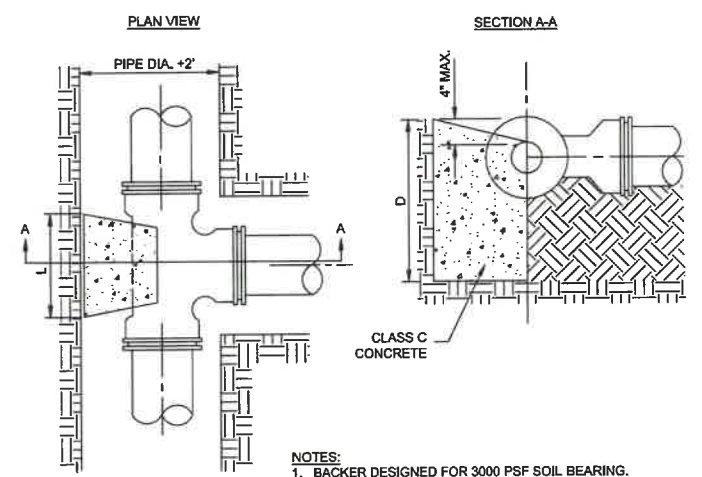 PLAN VIEW
SECTION A-A
PIPE DIA. +2'
4" MAX.
A
A
L
D
CLASS C
CONCRETE
NOTES:
1. BACKER DESIGNED FOR 3000 PSF SOIL BEARING.